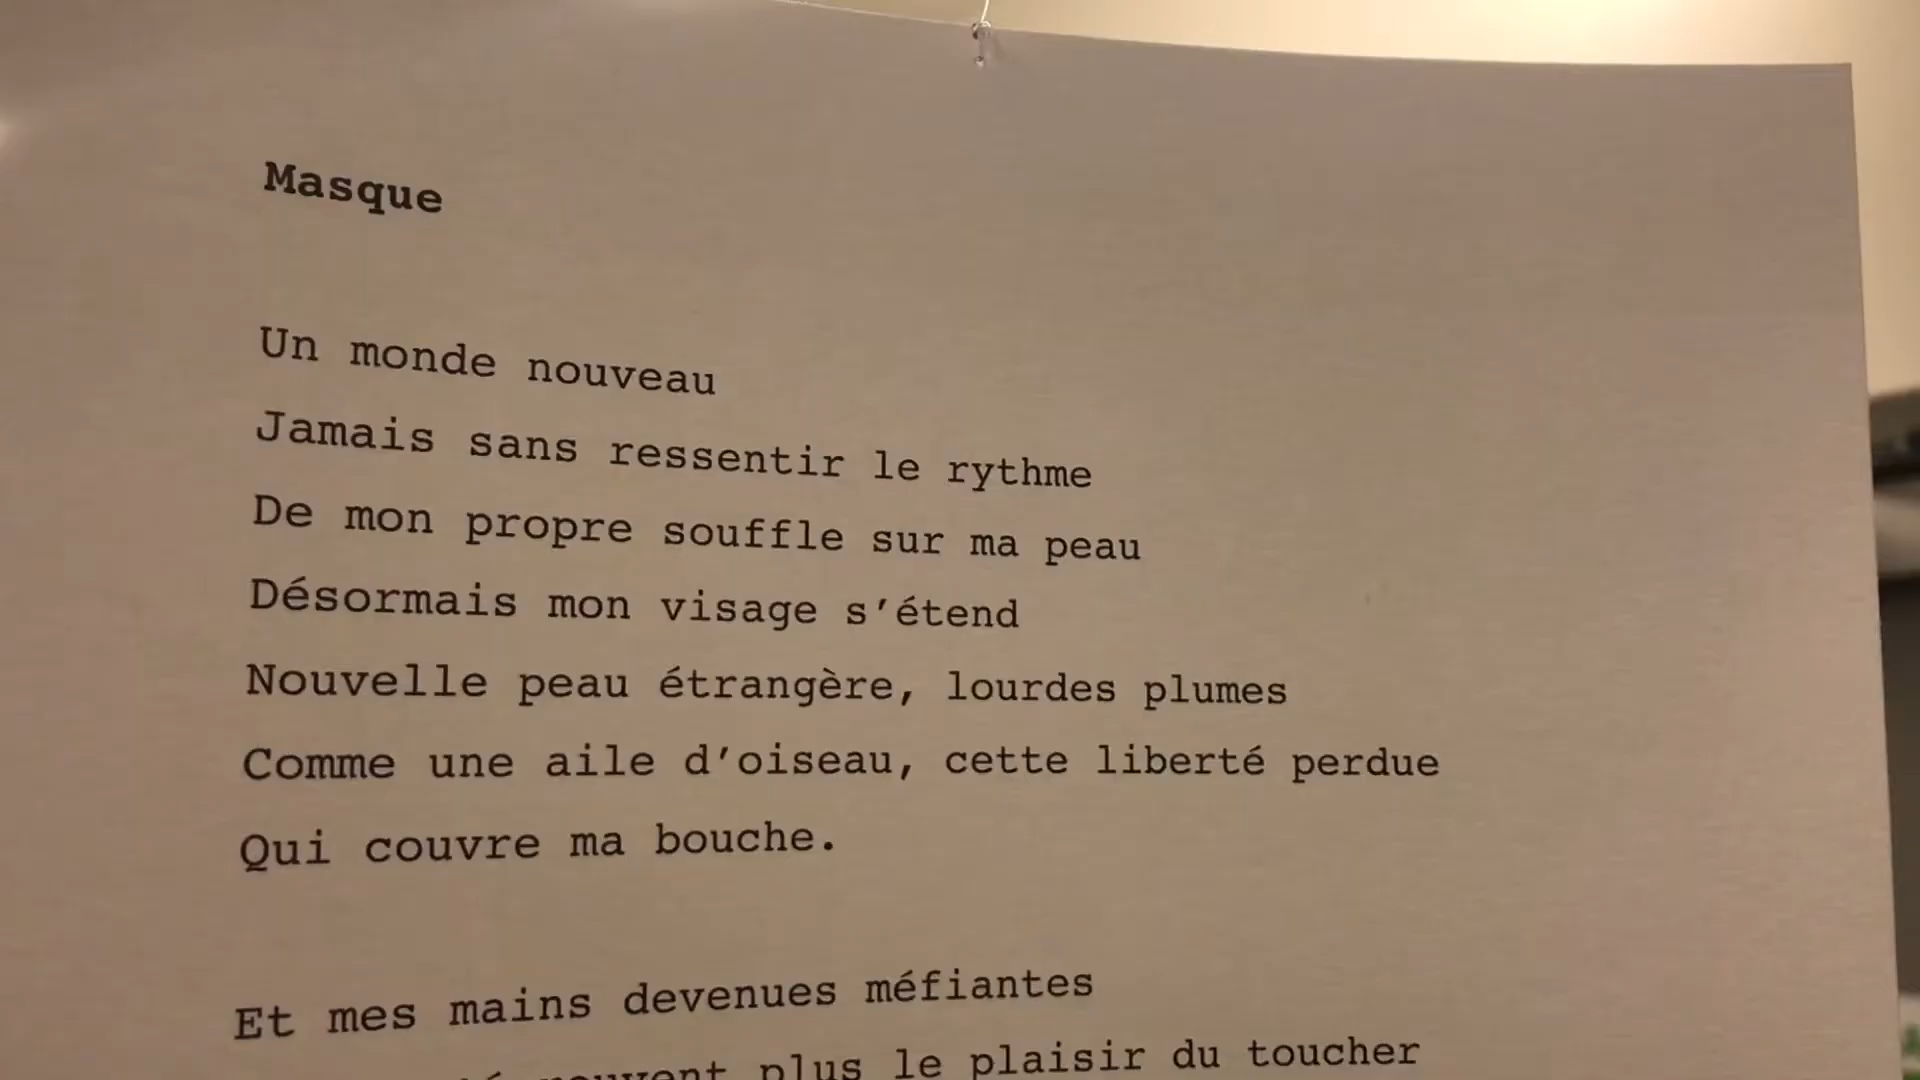 Masque
Un monde nouveau
Jamais sans ressentir le rythme
De mon propre souffle sur ma peau
Désormais mon visage s’étend
Nouvelle peau étrangère, lourdes plumes
Comme une aile d’oiseau, cette liberté perdue
Qui couvre ma bouche.
Et mes mains devenues méfiantes
plus le plaisir du toucher